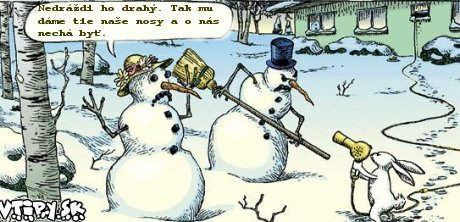 Nedráždi ho drahý. Tak mu
dáme tie naše nosy a o nás
nechá byť.
VTIPY.SK